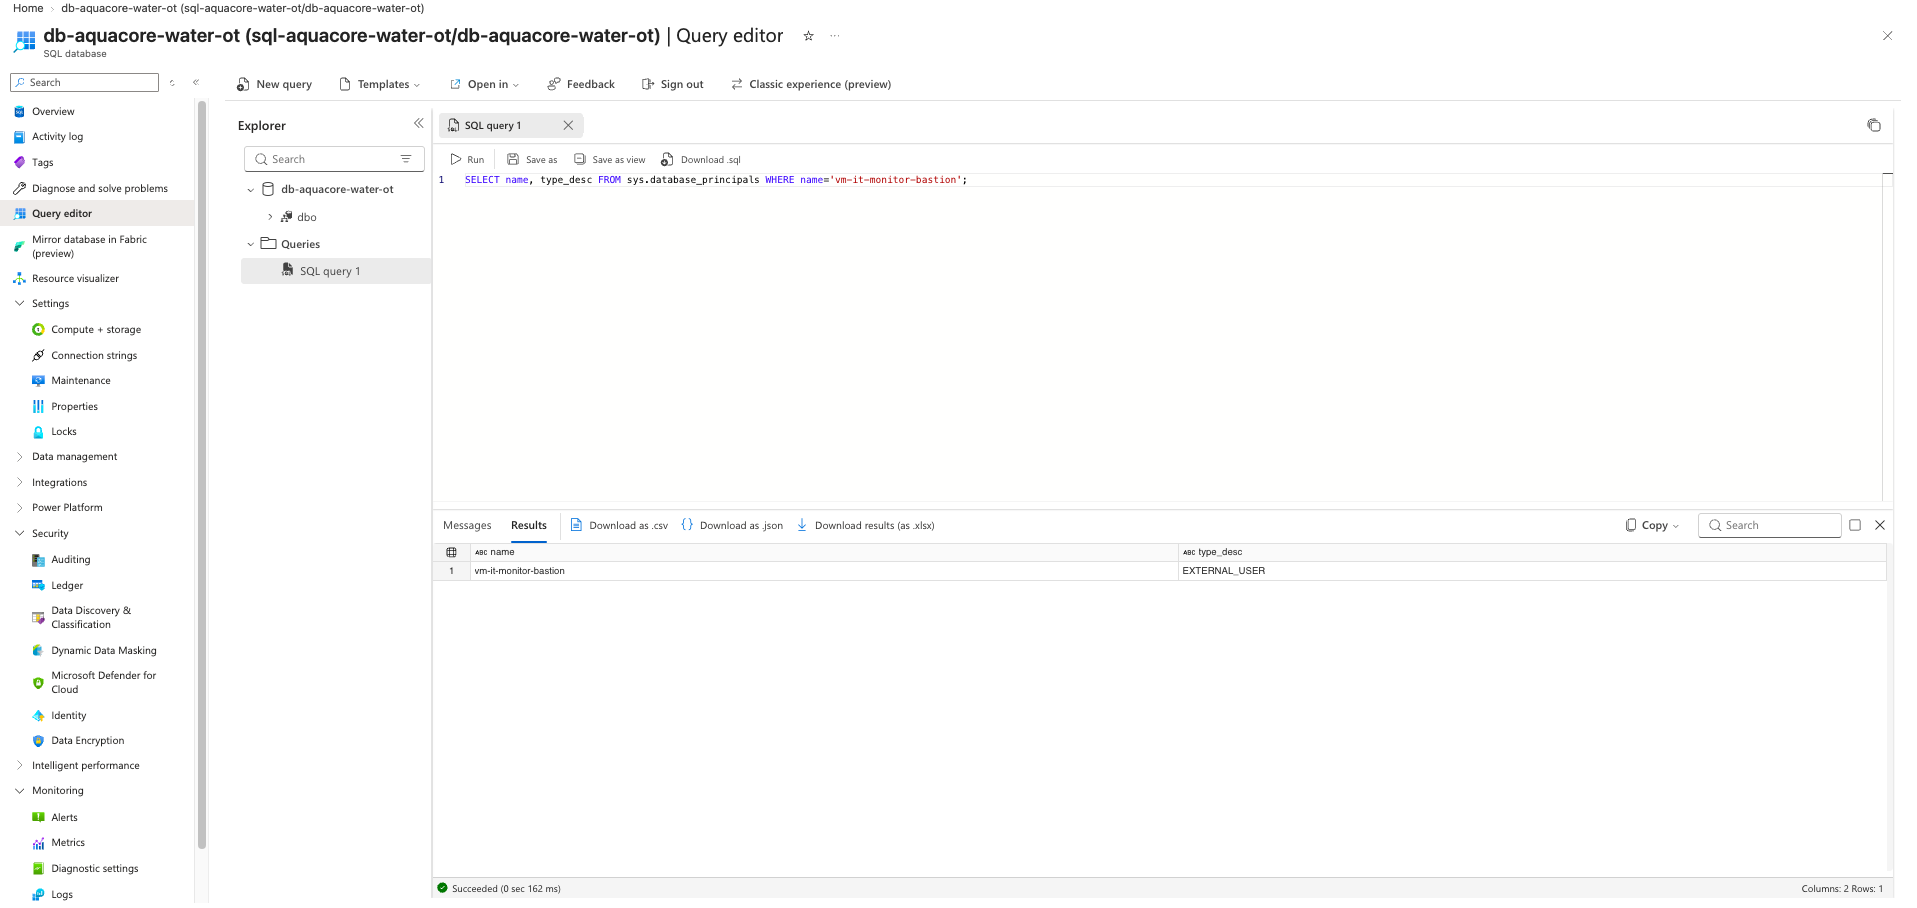 Home › db-aquacore-water-ot (sql-aquacore-water-ot/db-aquacore-water-ot)
db-aquacore-water-ot (sql-aquacore-water-ot/db-aquacore-water-ot) | Query editor
SQL database
Search
Overview
Activity log
Tags
Diagnose and solve problems
Query editor
Mirror database in Fabric
(preview)
Resource visualizer
Settings
Compute + storage
Connection strings
Maintenance
Properties
Locks
Data management
Integrations
Power Platform
Security
Auditing
Ledger
Data Discovery &
Classification
Dynamic Data Masking
Microsoft Defender for
Cloud
Identity
Data Encryption
Intelligent performance
Monitoring
Alerts
Metrics
Diagnostic settings
Logs
New query Templates Open in Feedback Sign out Classic experience (preview)
Explorer
Search
db-aquacore-water-ot
dbo
Queries
SQL query 1
SQL query 1
Run Save as Save as view Download .sql
1 SELECT name, type_desc FROM sys.database_principals WHERE name='vm-it-monitor-bastion';
Messages Results Download as .csv Download as .json Download results (as .xlsx) Copy Search
ABC name ABC type_desc
1 vm-it-monitor-bastion EXTERNAL_USER
Succeeded (0 sec 162 ms) Columns: 2 Rows: 1